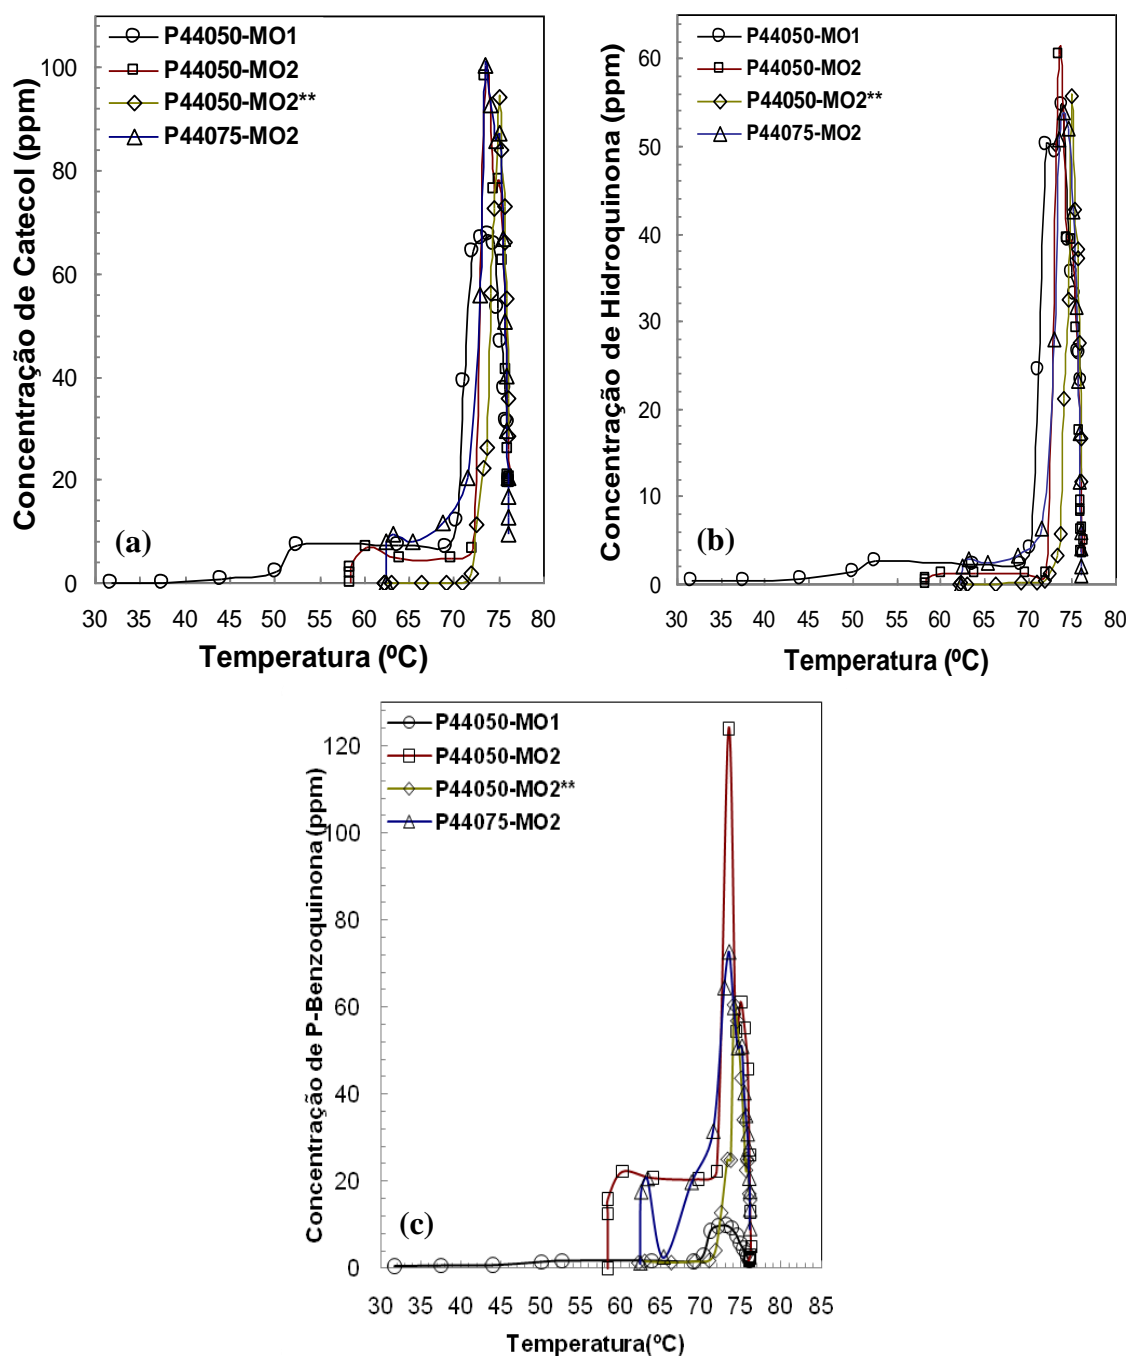 P44050-MO1
P44050-MO2
P44050-MO2**
P44075-MO2
Concentração de Catecol (ppm)
100
80
60
40
20
0
(a)
30 35 40 45 50 55 60 65 70 75 80
Temperatura (ºC)
P44050-MO1
P44050-MO2
P44050-MO2**
P44075-MO2
Concentração de Hidroquinona (ppm)
60
50
40
30
20
10
0
(b)
30 35 40 45 50 55 60 65 70 75 80
Temperatura (ºC)
P44050-MO1
P44050-MO2
P44050-MO2**
P44075-MO2
Concentração de P-Benzoquinona(ppm)
120
100
80
60
40
20
0
(c)
30 35 40 45 50 55 60 65 70 75 80 85
Temperatura(ºC)